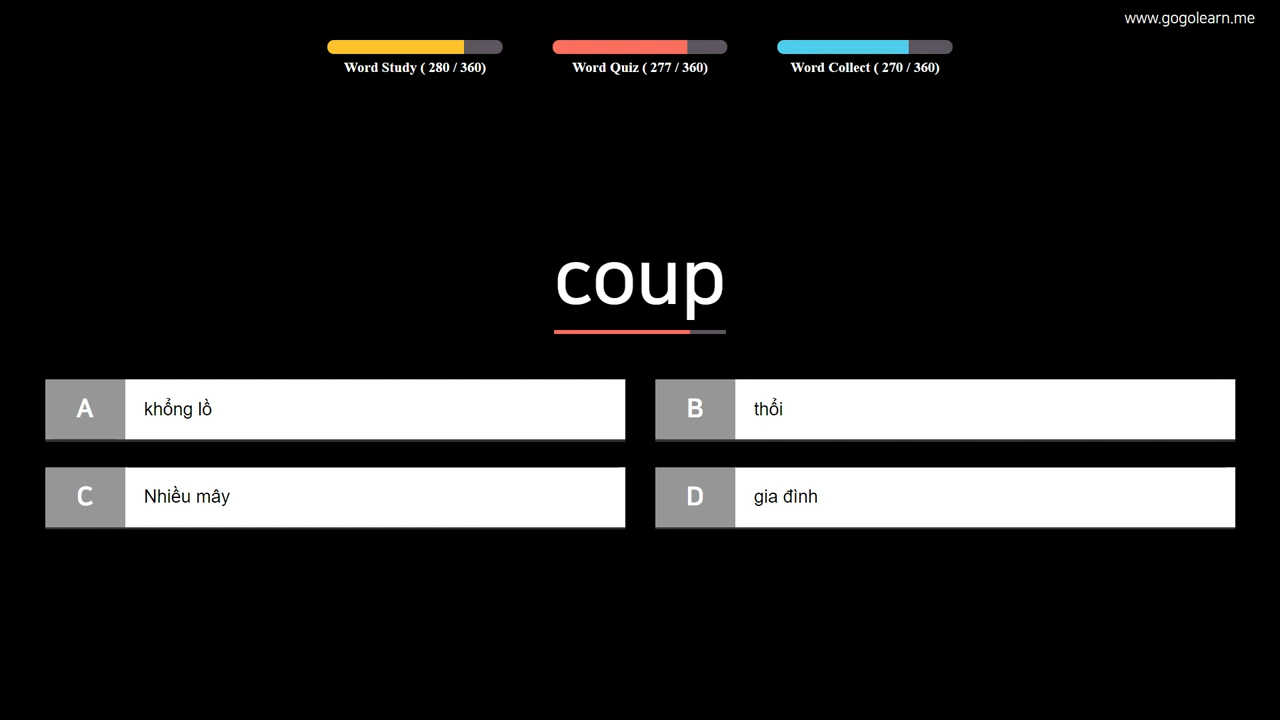 www.gogolearn.me
Word Study ( 280 / 360)
Word Quiz ( 277 / 360)
Word Collect ( 270 / 360)
coup
A khổng lồ
B thổi
C Nhiều mây
D gia đình